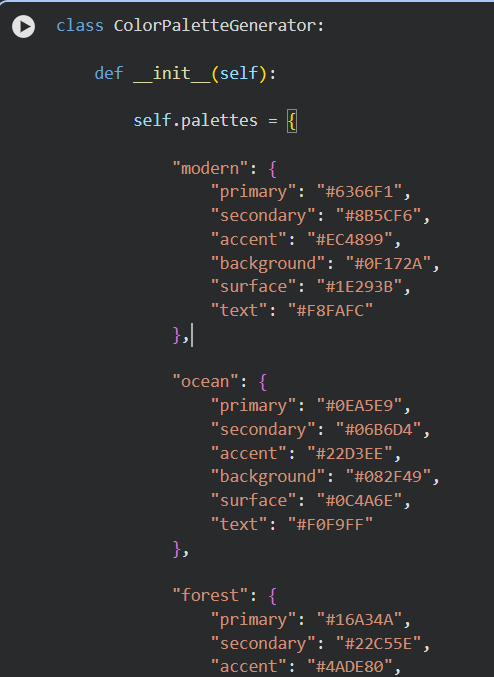 class ColorPaletteGenerator:
def __init__(self):
self.palettes = {
"modern": {
"primary": "#6366F1",
"secondary": "#8B5CF6",
"accent": "#EC4899",
"background": "#0F172A",
"surface": "#1E293B",
"text": "#F8FAFC"
},
"ocean": {
"primary": "#0EA5E9",
"secondary": "#06B6D4",
"accent": "#22D3EE",
"background": "#082F49",
"surface": "#0C4A6E",
"text": "#F0F9FF"
},
"forest": {
"primary": "#16A34A",
"secondary": "#22C55E",
"accent": "#4ADE80",